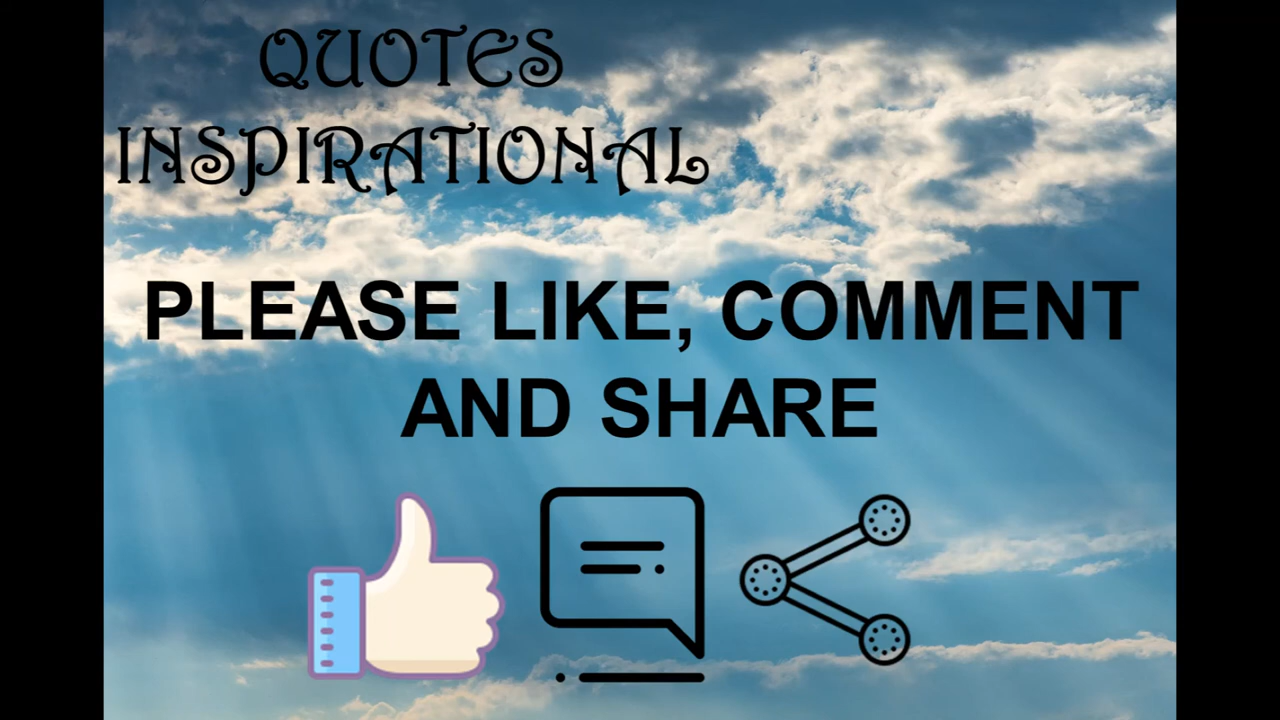 QUOTES
INSPIRATIONAL
PLEASE LIKE, COMMENT
AND SHARE